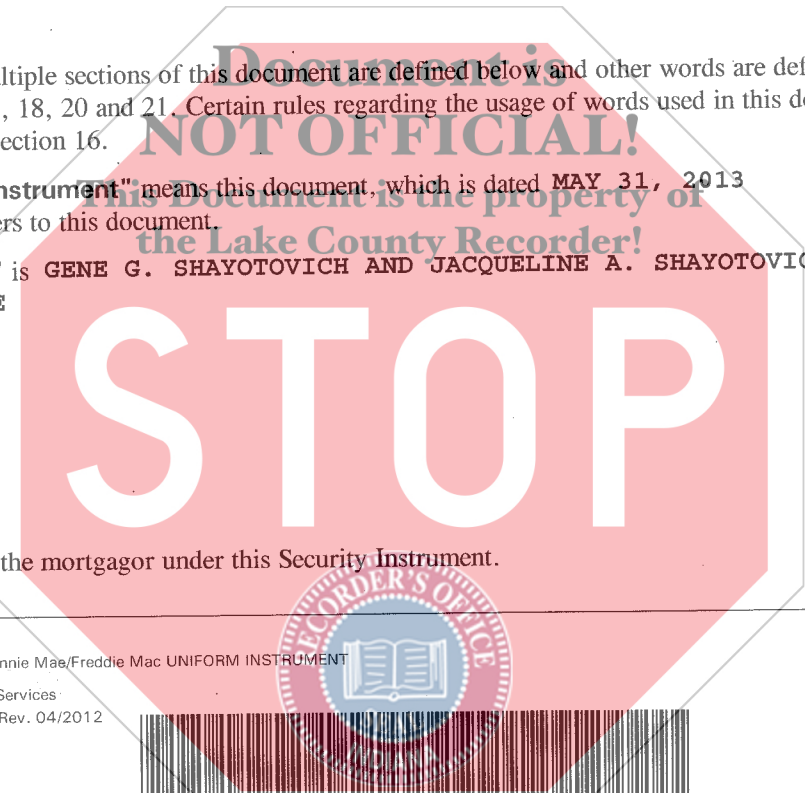 Document is
ltiple sections of this document are defined below and other words are def
, 18, 20 and 21. Certain rules regarding the usage of words used in this do
NOT OFFICIAL!
ection 16.
nstrument" means this document, which is dated MAY 31, 2013
This Document is the property of
ers to this document.
the Lake County Recorder!
" is GENE G. SHAYOTOVICH AND JACQUELINE A. SHAYOTOVIC
E
STOP
the mortgagor under this Security Instrument.
RECORDER'S OFFICE
nnie Mae/Freddie Mac UNIFORM INSTRUMENT
Services
Rev. 04/2012
SEAL
INDIANA